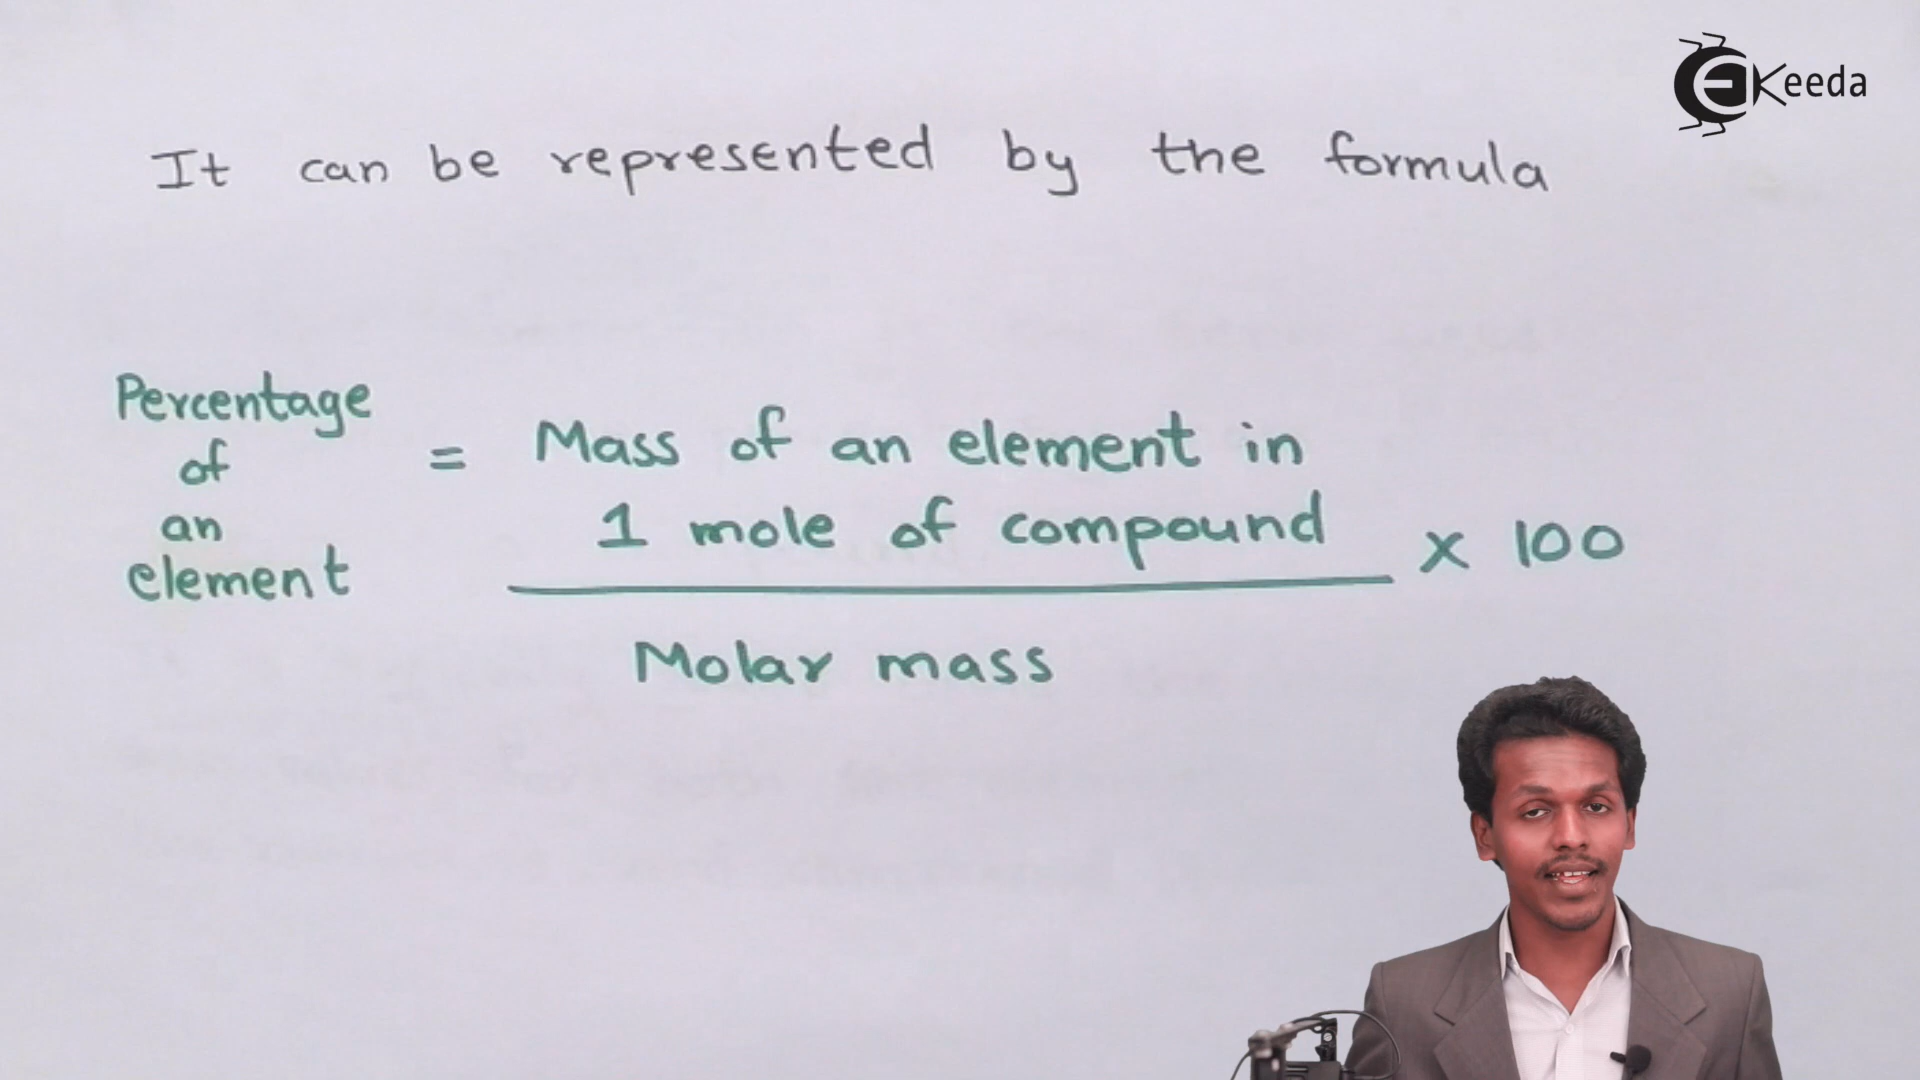 EKeeda
It can be represented by the formula
Percentage
of
an
element
= Mass of an element in
1 mole of compound
x 100
Molar mass